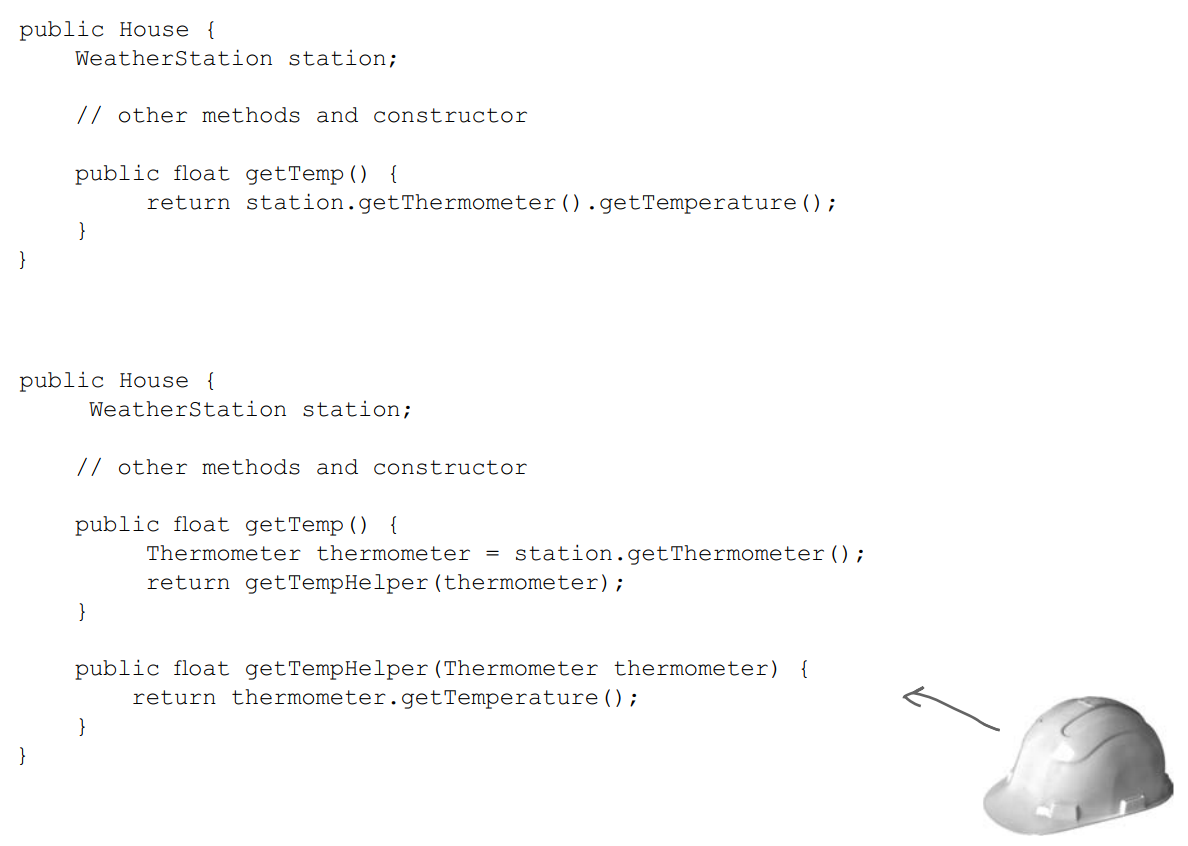 public House {
WeatherStation station;
// other methods and constructor
public float getTemp() {
return station.getThermometer().getTemperature();
}
}
public House {
WeatherStation station;
// other methods and constructor
public float getTemp() {
Thermometer thermometer = station.getThermometer();
return getTempHelper(thermometer);
}
public float getTempHelper(Thermometer thermometer) {
return thermometer.getTemperature();
}
}